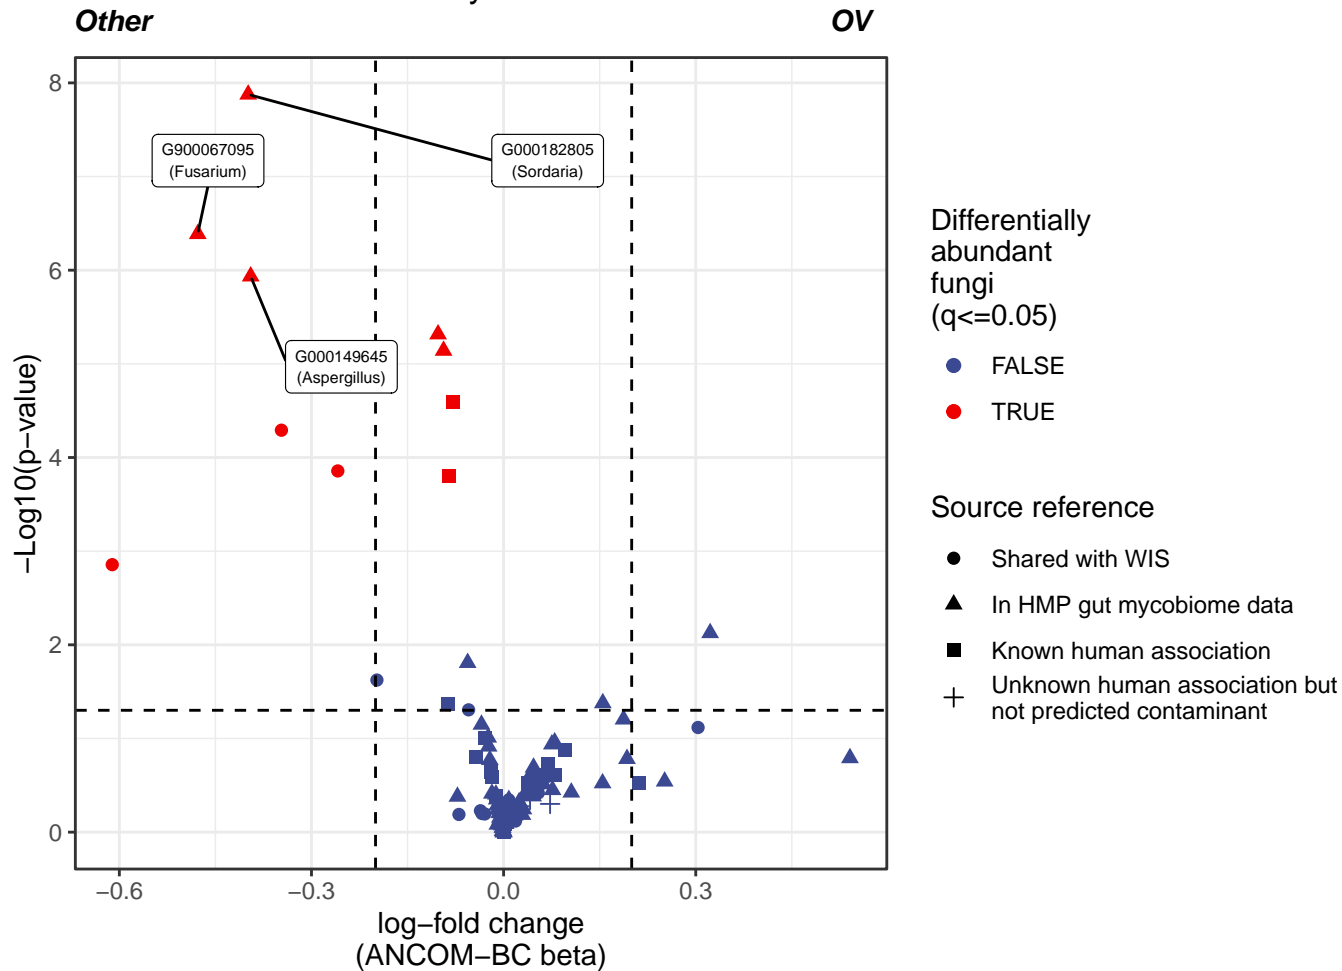 Other
OV
8
6
4
2
0
−Log10(p−value)
G900067095
(Fusarium)
G000182805
(Sordaria)
G000149645
(Aspergillus)
−0.6
−0.3
0.0
0.3
log−fold change
(ANCOM−BC beta)
Differentially
abundant
fungi
(q<=0.05)
FALSE
TRUE
Source reference
Shared with WIS
In HMP gut mycobiome data
Known human association
Unknown human association but
not predicted contaminant